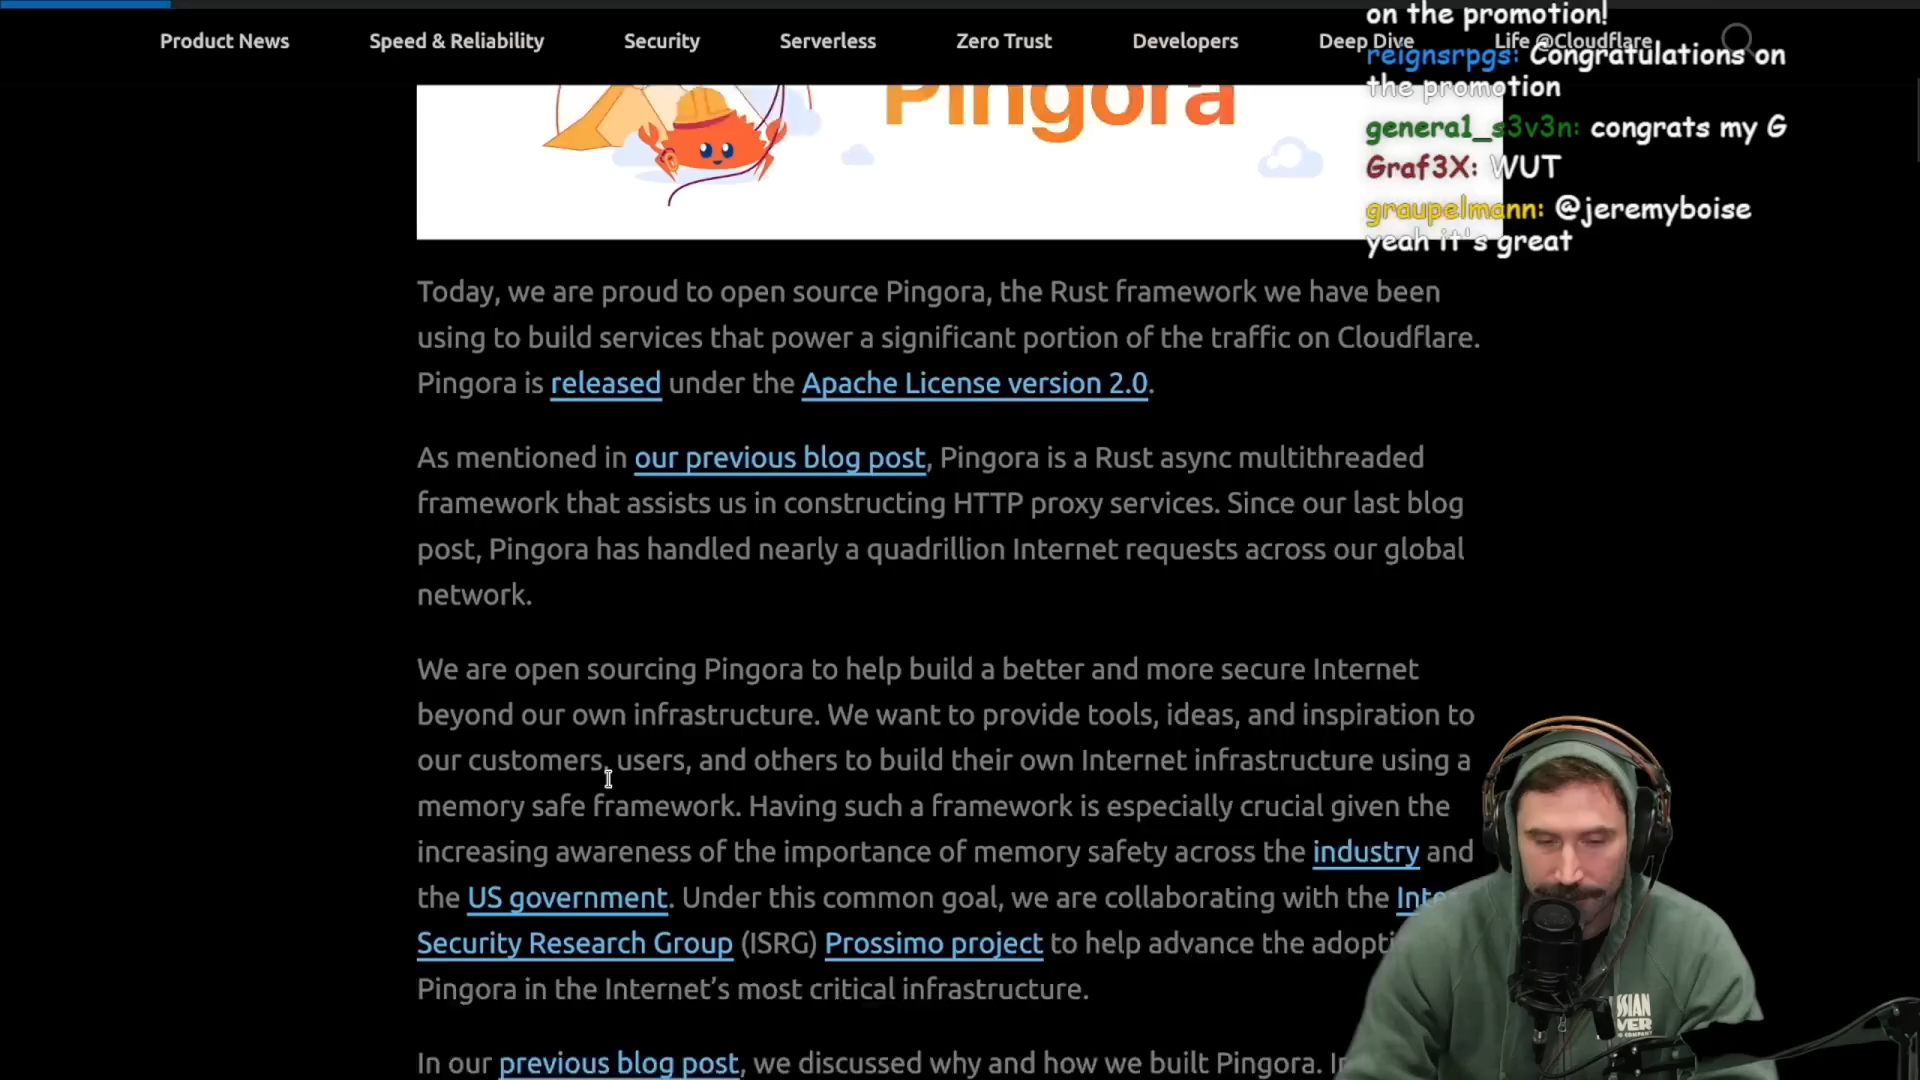 Product News
Speed & Reliability
Security
Serverless
Zero Trust
Developers
Deep Dive
Life @Cloudflare
on the promotion!
reignsrpgs: Congratulations on
the promotion
genera1_s3v3n: congrats my G
Graf3X: WUT
graupelmann: @jeremyboise
yeah it's great
Pingora
Today, we are proud to open source Pingora, the Rust framework we have been
using to build services that power a significant portion of the traffic on Cloudflare.
Pingora is released under the Apache License version 2.0.
As mentioned in our previous blog post, Pingora is a Rust async multithreaded
framework that assists us in constructing HTTP proxy services. Since our last blog
post, Pingora has handled nearly a quadrillion Internet requests across our global
network.
We are open sourcing Pingora to help build a better and more secure Internet
beyond our own infrastructure. We want to provide tools, ideas, and inspiration to
our customers, users, and others to build their own Internet infrastructure using a
memory safe framework. Having such a framework is especially crucial given the
increasing awareness of the importance of memory safety across the industry and
the US government. Under this common goal, we are collaborating with the
Security Research Group (ISRG) Prossimo project to help advance the
Pingora in the Internet’s most critical infrastructure.
In our previous blog post, we discussed why and how we built Pingora.